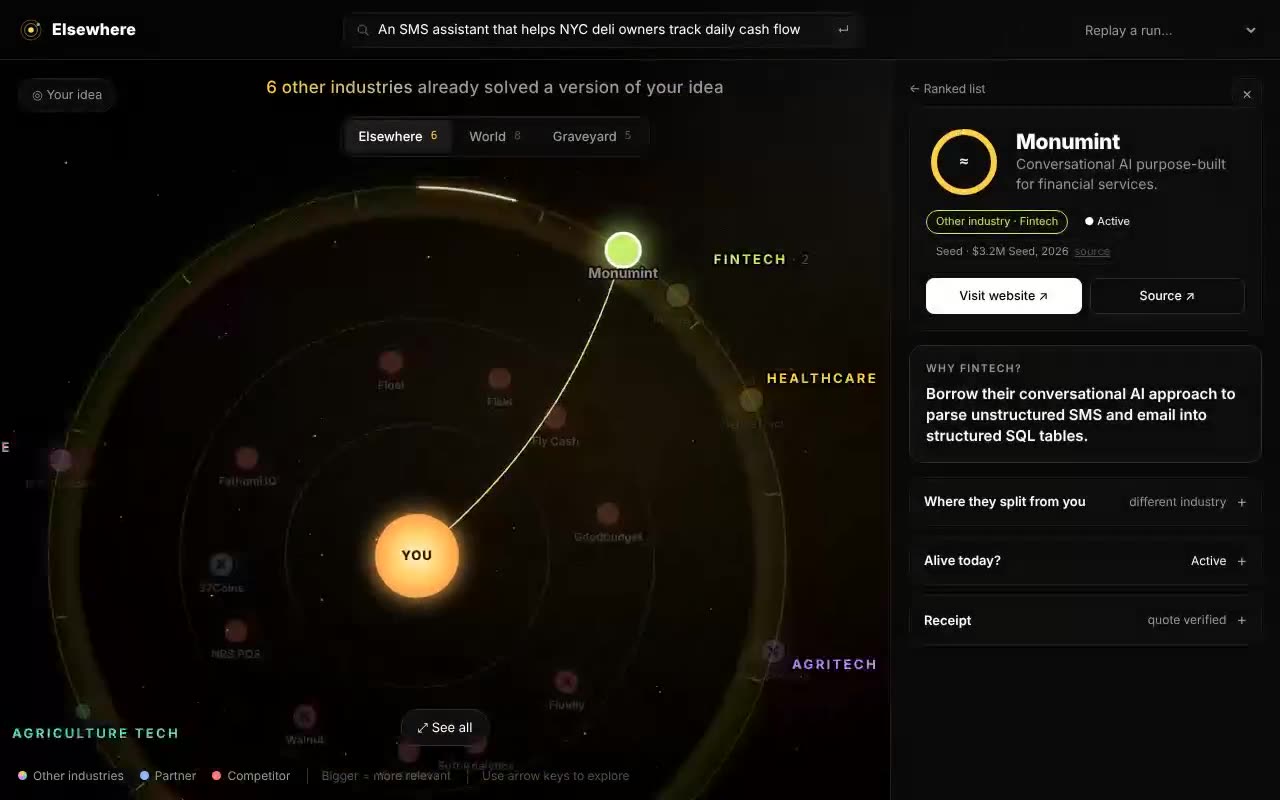 Elsewhere
An SMS assistant that helps NYC deli owners track daily cash flow
Replay a run...
Your idea
6 other industries already solved a version of your idea
Elsewhere 6
World 8
Graveyard 5
Monumint
FINTECH · 2
HEALTHCARE
E
Float
Fly Cash
FathomIQ
YOU
37Coins
NRS POS
AGRITECH
Fluidly
Walnut
See all
AGRICULTURE TECH
Other industries
Partner
Competitor
Bigger = more relevant
Use arrow keys to explore
← Ranked list
×
≈
Monumint
Conversational AI purpose-built
for financial services.
Other industry · Fintech
Active
Seed · $3.2M Seed, 2026 source
Visit website ↗
Source ↗
WHY FINTECH?
Borrow their conversational AI approach to
parse unstructured SMS and email into
structured SQL tables.
Where they split from you different industry +
Alive today? Active +
Receipt quote verified +